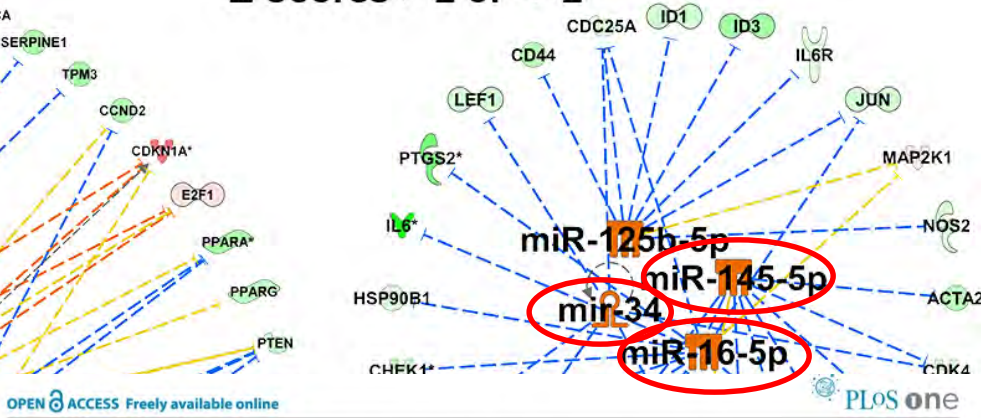 CA
SERPINE1
TPM3
CCND2
CDKN1A*
E2F1
PPARA*
PPARG
PTEN
CDC25A
ID1
ID3
CD44
IL6R
LEF1
JUN
PTGS2*
MAP2K1
IL6*
NOS2
miR-125b-5p
miR-145-5p
HSP90B1
mir-34
ACTA2
miR-16-5p
CHEK1*
CDK4
OPEN ACCESS Freely available online
PLoS one